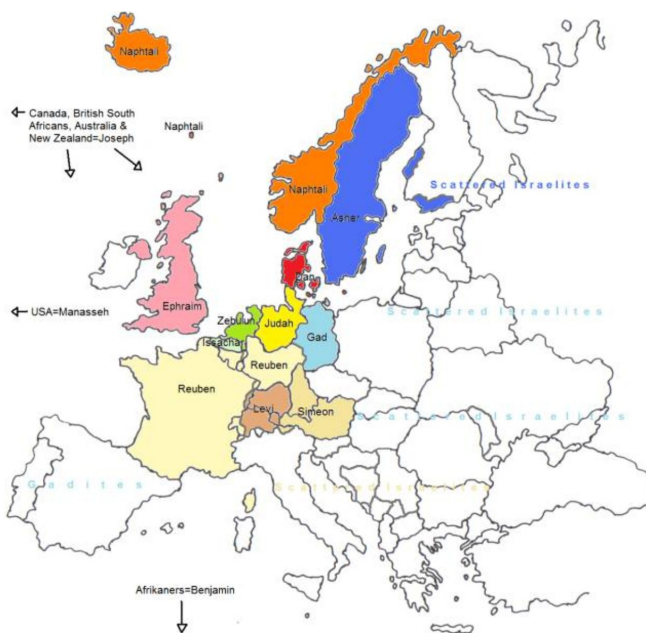 Naphtali
Canada, British South
Africans, Australia &
New Zealand=Joseph
Naphtali
Naphtali
Scattered Israelites
Asher
Dan
Ephraim
USA=Manasseh
Scattered Israelites
Zebulun
Judah
Issachar
Gad
Reuben
Reuben
Levi
Simeon
Scattered Israelites
Gadites
Scattered Israelites
Afrikaners=Benjamin